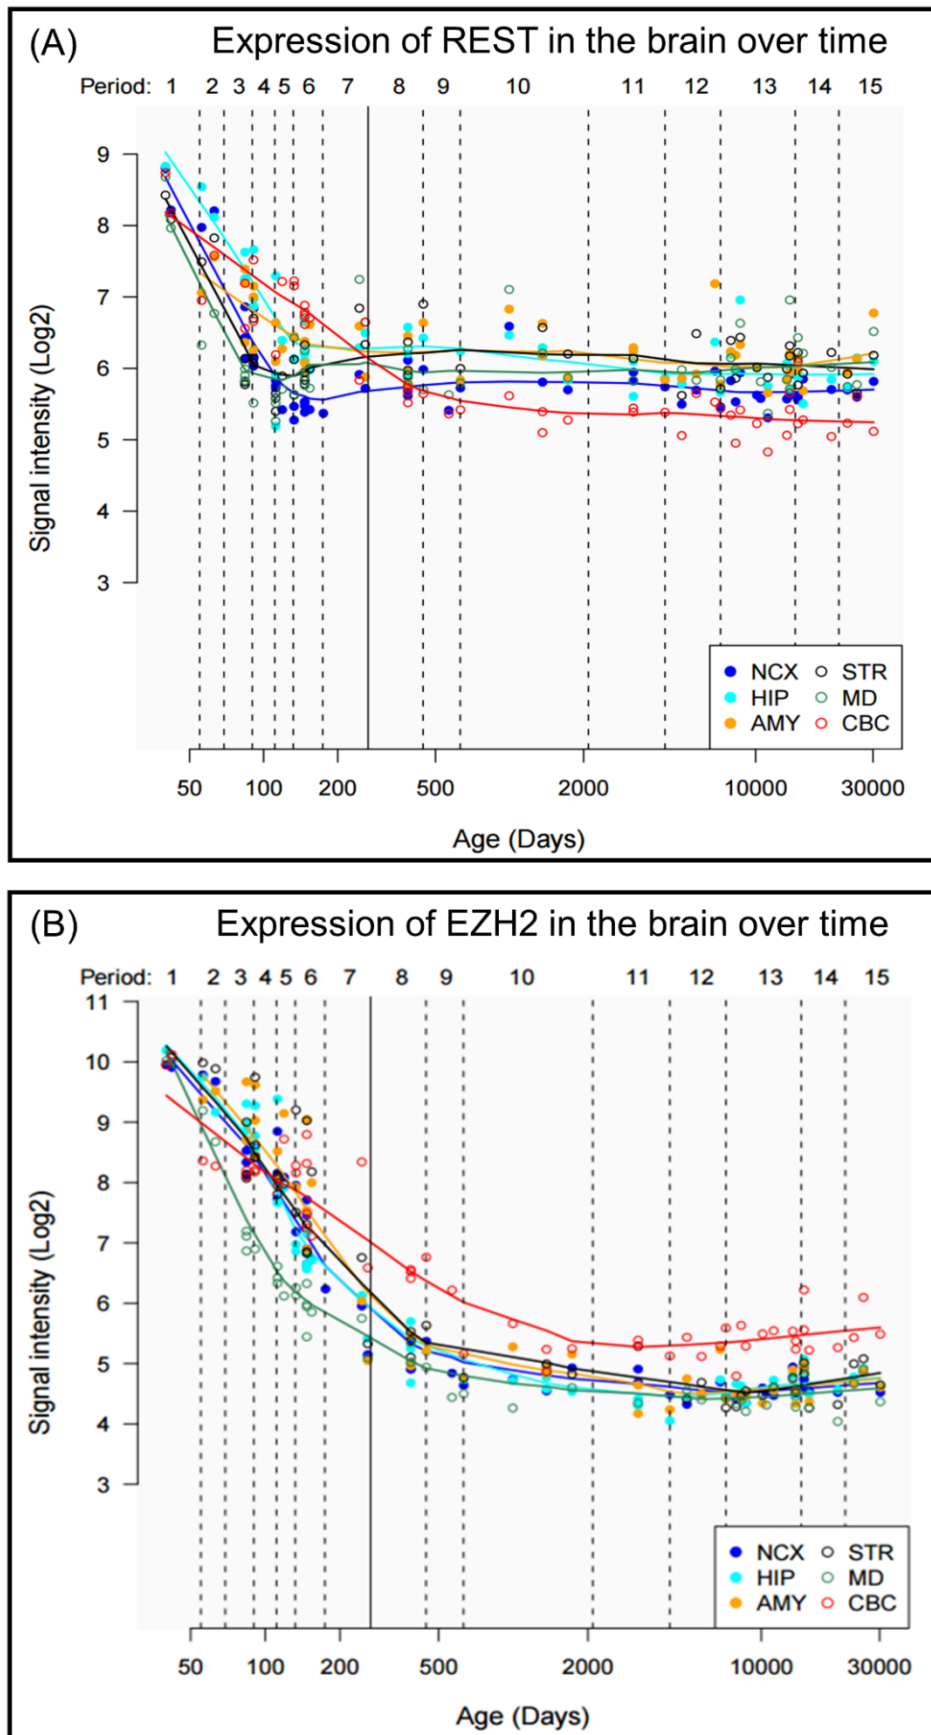 (A) Expression of REST in the brain over time
Period: 1 2 3 4 5 6 7 8 9 10 11 12 13 14 15
9
8
7
6
5
4
3
Signal intensity (Log2)
NCX STR
HIP MD
AMY CBC
50 100 200 500 2000 10000 30000
Age (Days)
(B) Expression of EZH2 in the brain over time
Period: 1 2 3 4 5 6 7 8 9 10 11 12 13 14 15
11
10
9
8
7
6
5
4
3
Signal intensity (Log2)
NCX STR
HIP MD
AMY CBC
50 100 200 500 2000 10000 30000
Age (Days)